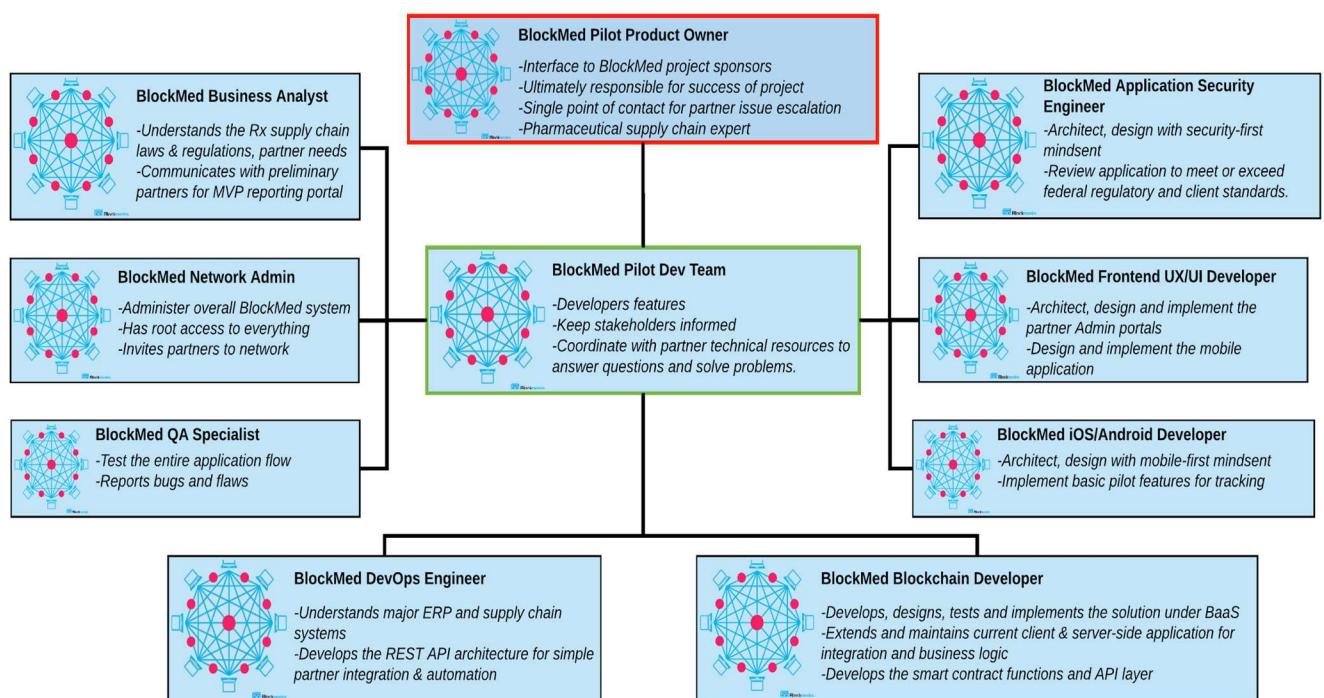 BlockMed Pilot Product Owner
-Interface to BlockMed project sponsors
-Ultimately responsible for success of project
-Single point of contact for partner issue escalation
-Pharmaceutical supply chain expert
BlockMed Business Analyst
-Understands the Rx supply chain
laws & regulations, partner needs
-Communicates with preliminary
partners for MVP reporting portal
BlockMed Application Security
Engineer
-Architect, design with security-first
mindsent
-Review application to meet or exceed
federal regulatory and client standards.
BlockMed Network Admin
-Administer overall BlockMed system
-Has root access to everything
-Invites partners to network
BlockMed Pilot Dev Team
-Developers features
-Keep stakeholders informed
-Coordinate with partner technical resources to
answer questions and solve problems.
BlockMed Frontend UX/UI Developer
-Architect, design and implement the
partner Admin portals
-Design and implement the mobile
application
BlockMed QA Specialist
-Test the entire application flow
-Reports bugs and flaws
BlockMed iOS/Android Developer
-Architect, design with mobile-first mindsent
-Implement basic pilot features for tracking
BlockMed DevOps Engineer
-Understands major ERP and supply chain
systems
-Develops the REST API architecture for simple
partner integration & automation
BlockMed Blockchain Developer
-Develops, designs, tests and implements the solution under BaaS
-Extends and maintains current client & server-side application for
integration and business logic
-Develops the smart contract functions and API layer